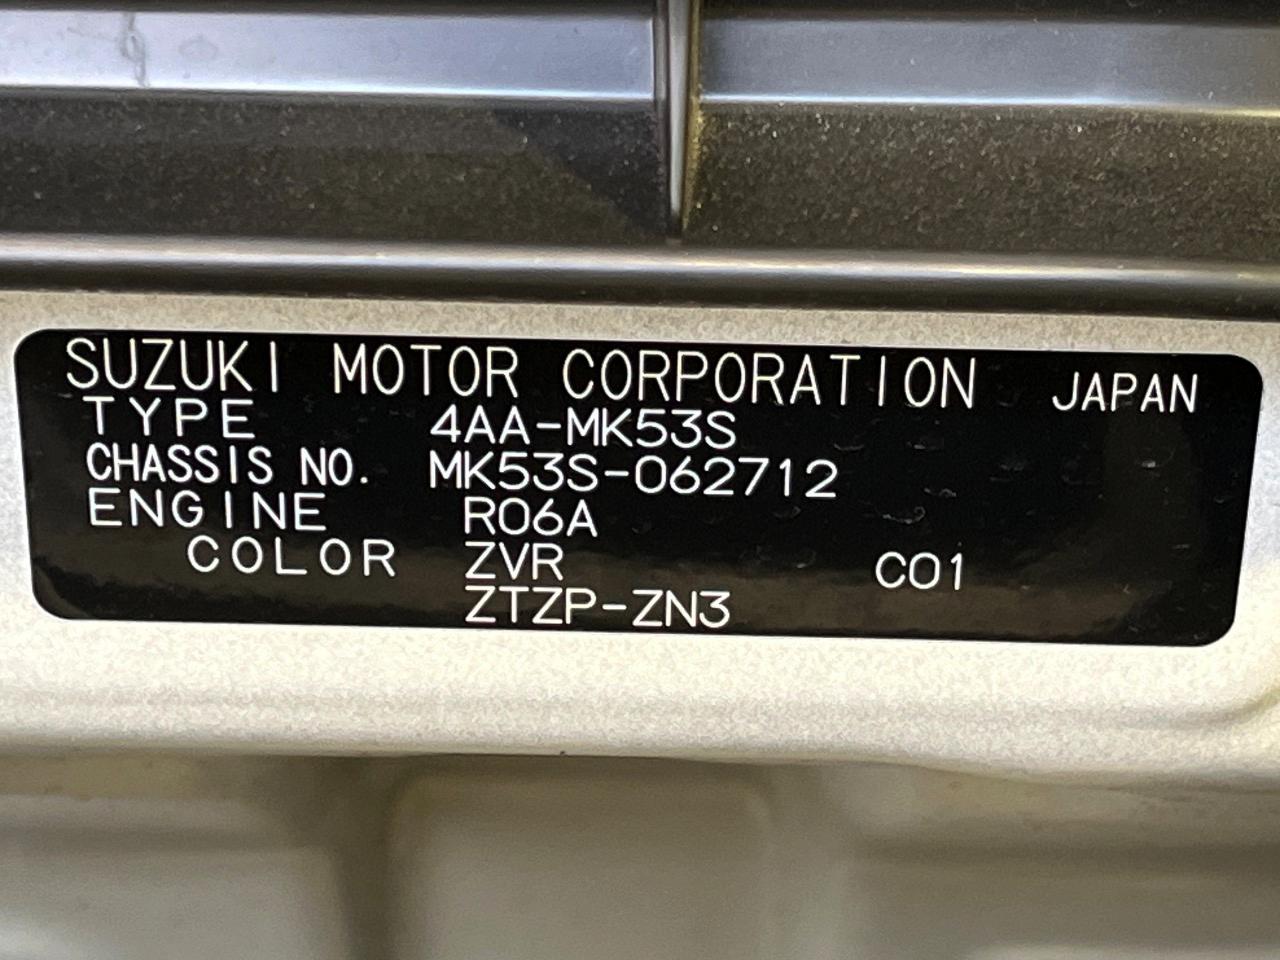 SUZUKI MOTOR CORPORATION JAPAN
TYPE 4AA-MK53S
CHASSIS NO. MK53S-062712
ENGINE R06A
COLOR ZVR C01
ZTZP-ZN3